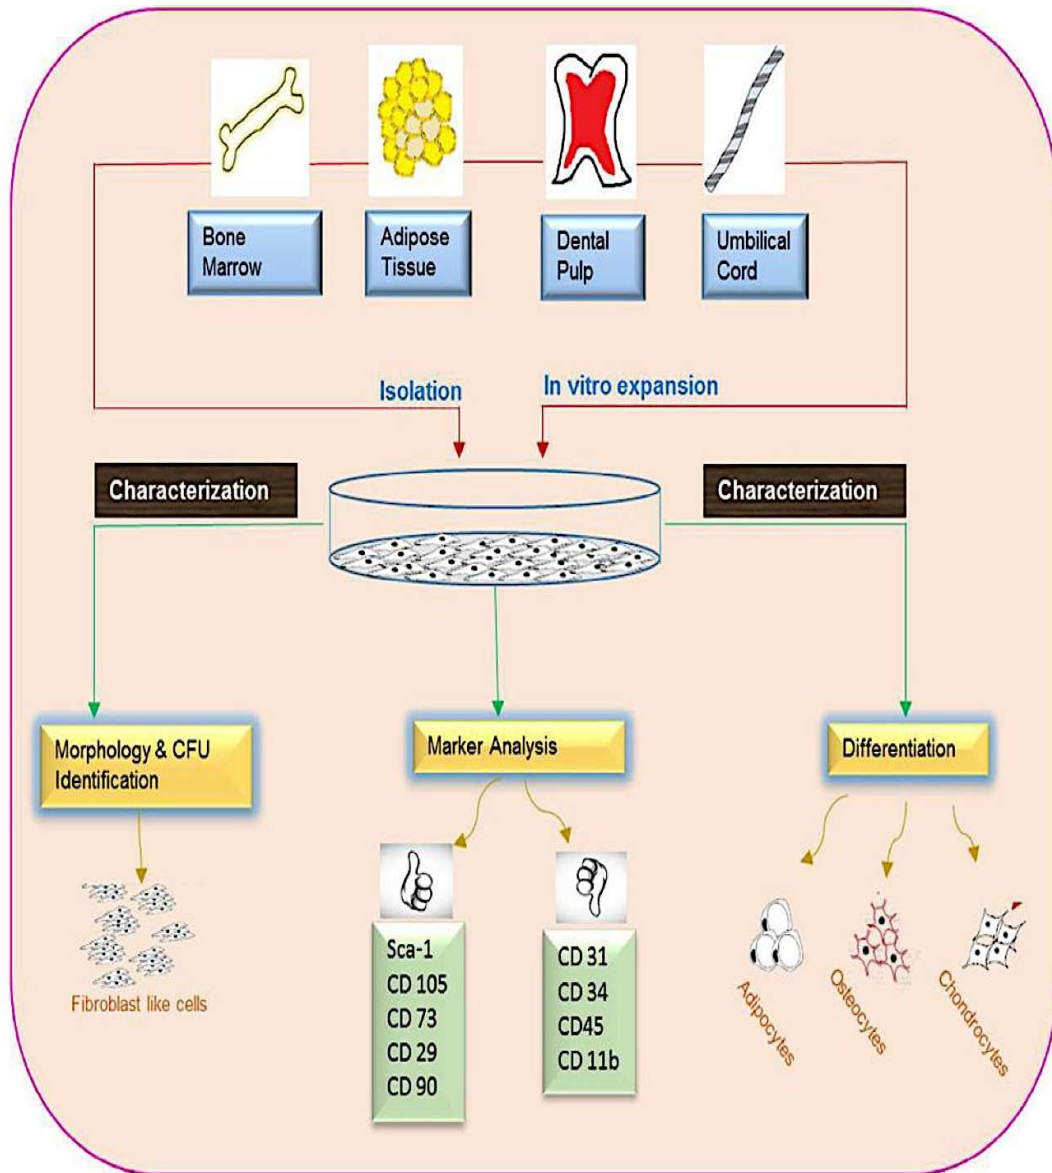 Bone
Marrow
Adipose
Tissue
Dental
Pulp
Umbilical
Cord
Isolation
In vitro expansion
Characterization
Characterization
Morphology & CFU
Identification
Marker Analysis
Differentiation
Fibroblast like cells
Sca-1
CD 105
CD 73
CD 29
CD 90
CD 31
CD 34
CD45
CD 11b
Adipocytes
Osteocytes
Chondrocytes